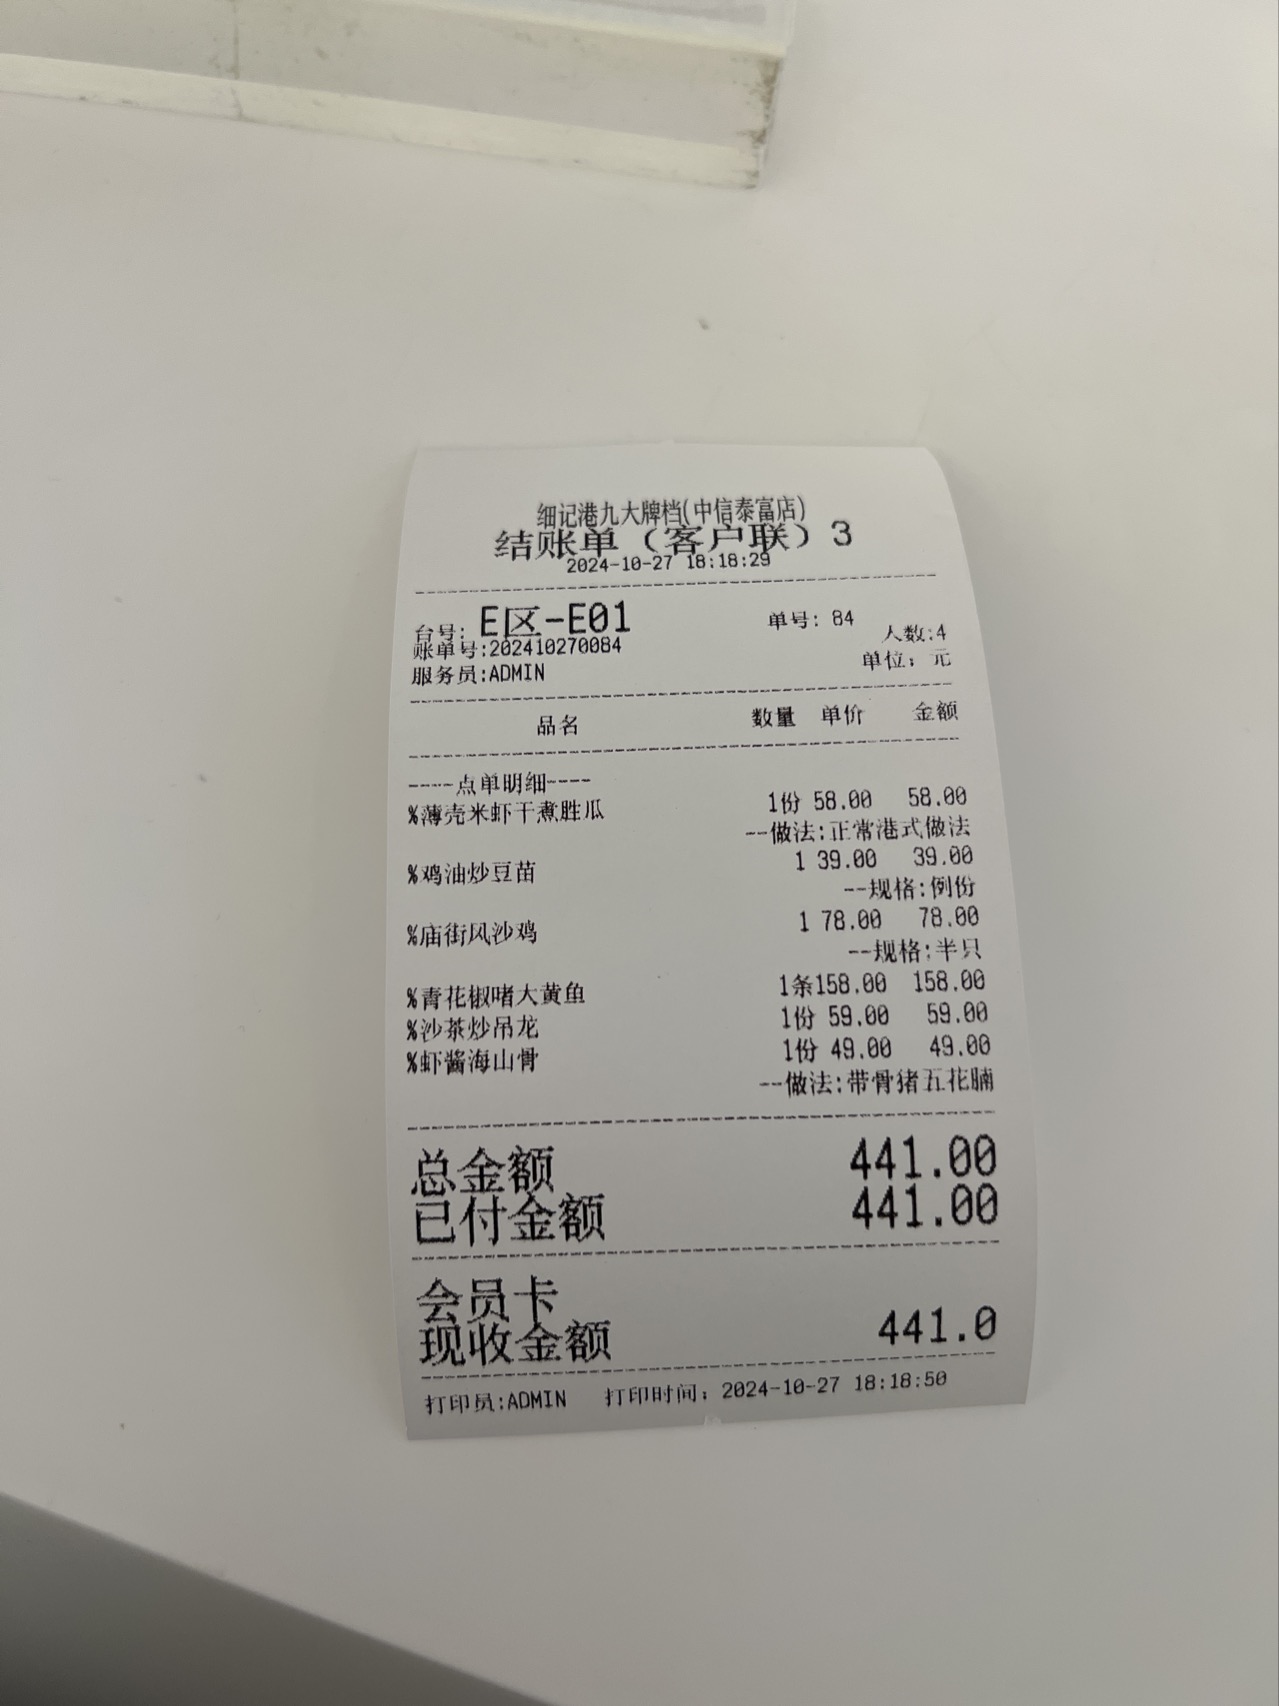 细记港九大牌档(中信泰富店)
结账单（客户联）3
2024-10-27 18:18:29
台号: E区-E01 单号: 84
账单号:202410270084 人数:4
服务员:ADMIN 单位: 元
品名 数量 单价 金额
----点单明细----
%薄壳米虾干煮胜瓜 1份 58.00 58.00
--做法:正常港式做法
%鸡油炒豆苗 1 39.00 39.00
--规格:例份
%庙街风沙鸡 1 78.00 78.00
--规格:半只
%青花椒啫大黄鱼 1条158.00 158.00
%沙茶炒吊龙 1份 59.00 59.00
%虾酱海山骨 1份 49.00 49.00
--做法:带骨猪五花腩
总金额 441.00
已付金额 441.00
会员卡
现收金额 441.0
打印员:ADMIN 打印时间: 2024-10-27 18:18:50